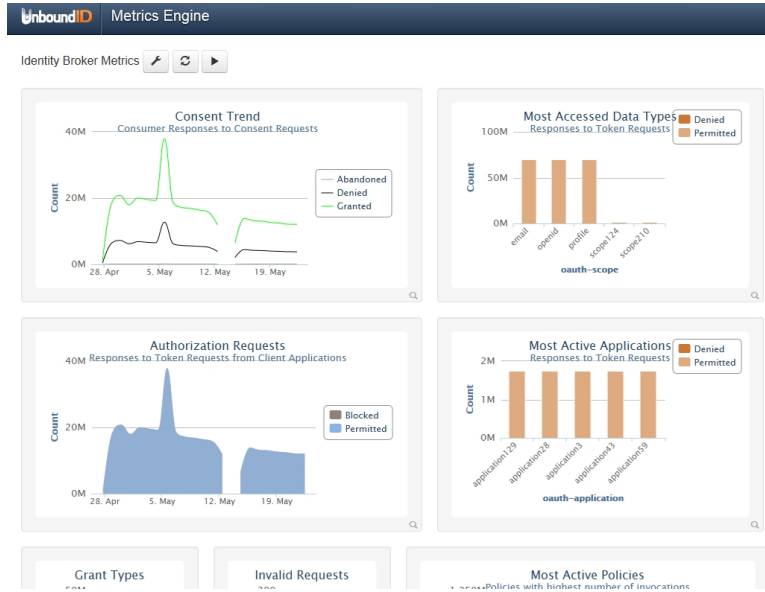 UnboundID Metrics Engine
Identity Broker Metrics
Consent Trend
Consumer Responses to Consent Requests
40M
20M
0M
Count
28. Apr 5. May 12. May 19. May
Abandoned
Denied
Granted
Most Accessed Data Types
Responses to Token Requests
100M
50M
0M
Count
email openid profile scope124 scope210
oauth-scope
Denied
Permitted
Authorization Requests
Responses to Token Requests from Client Applications
40M
20M
0M
Count
28. Apr 5. May 12. May 19. May
Blocked
Permitted
Most Active Applications
Responses to Token Requests
2M
1M
0M
Count
application129 application28 application3 application43 application59
oauth-application
Denied
Permitted
Grant Types
Invalid Requests
Most Active Policies
Policies with highest number of invocations